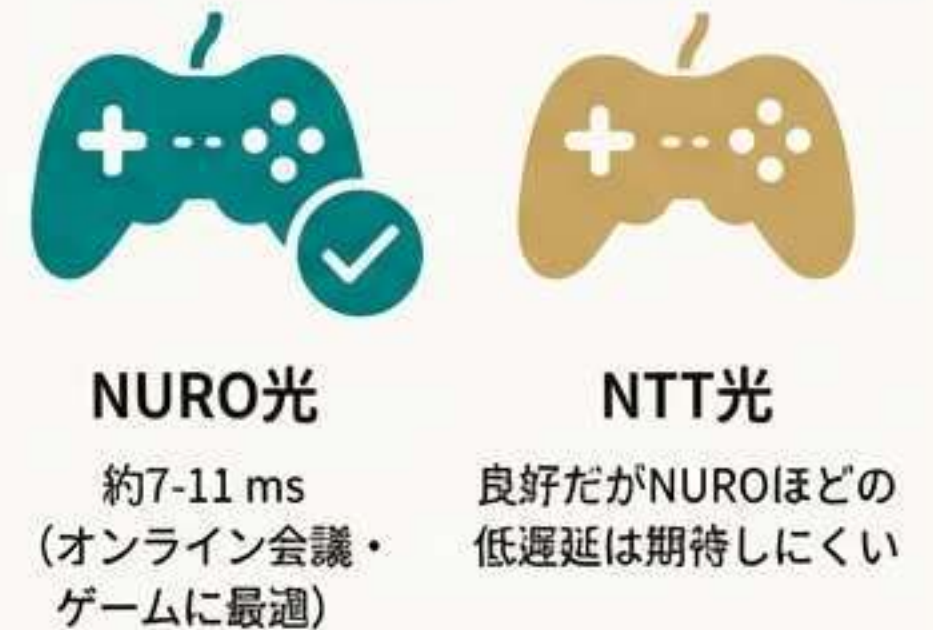 NURO光
約7-11 ms
（オンライン会議・
ゲームに最適）
NTT光
良好だがNUROほどの
低遅延は期待しにくい